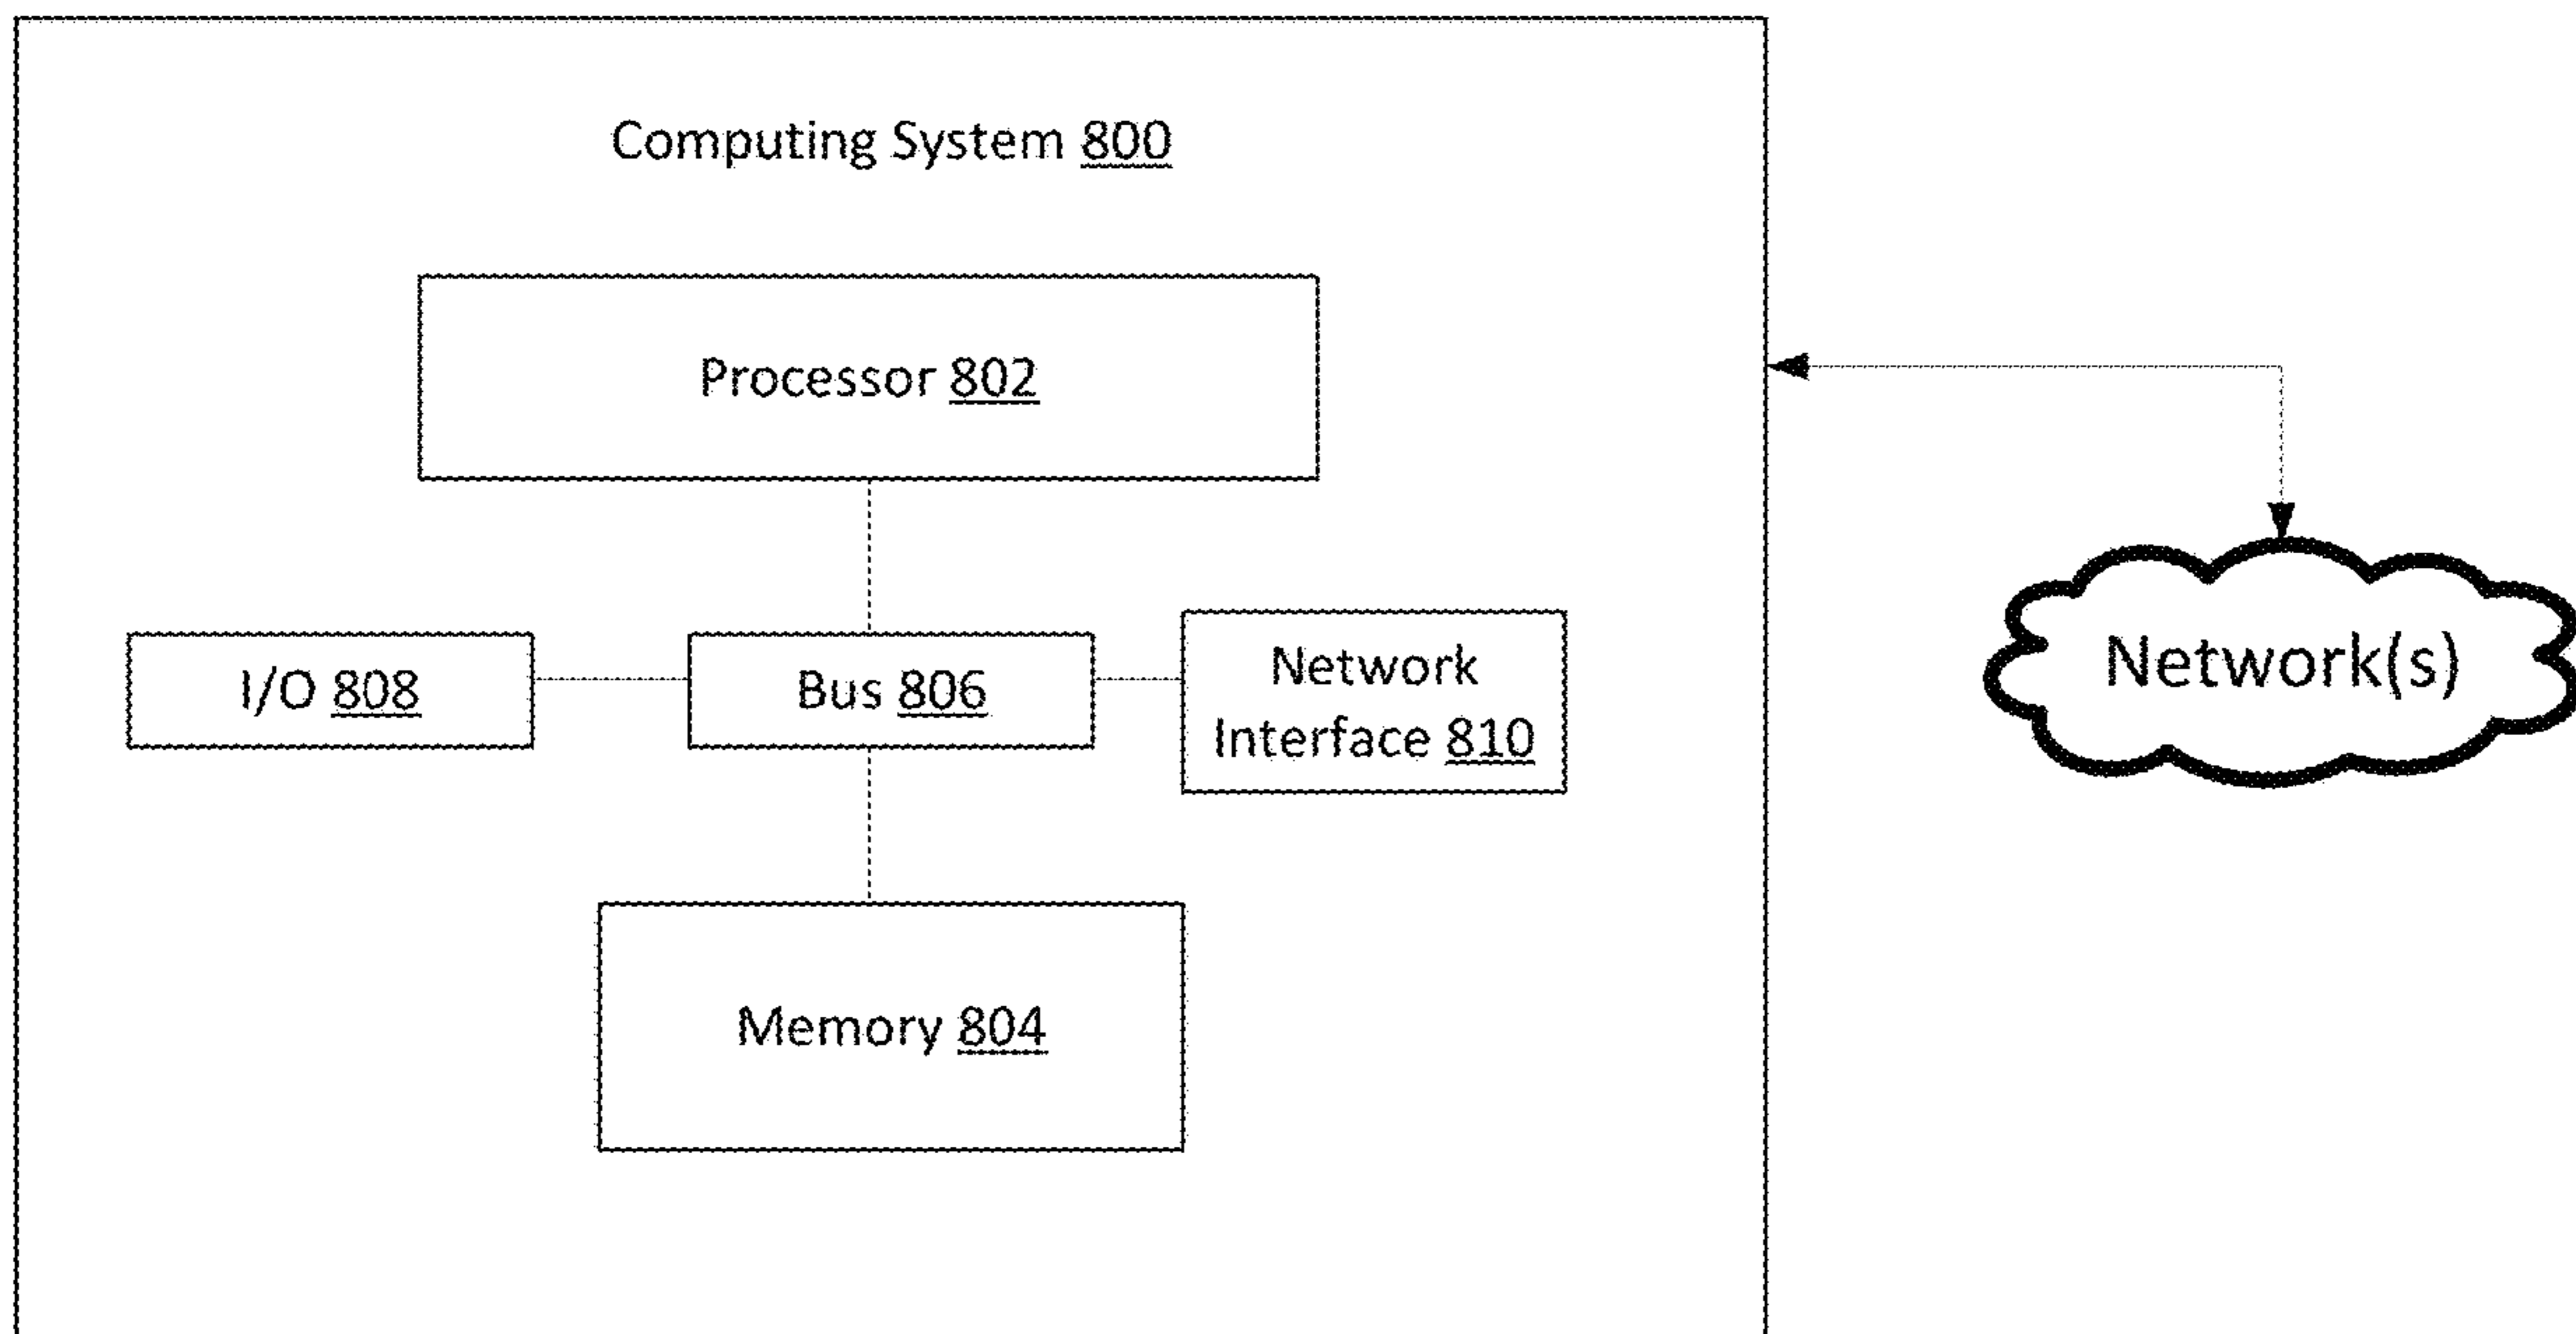 Computing System 800
Processor 802
I/O 808
Bus 806
Network
Interface 810
Network(s)
Memory 804